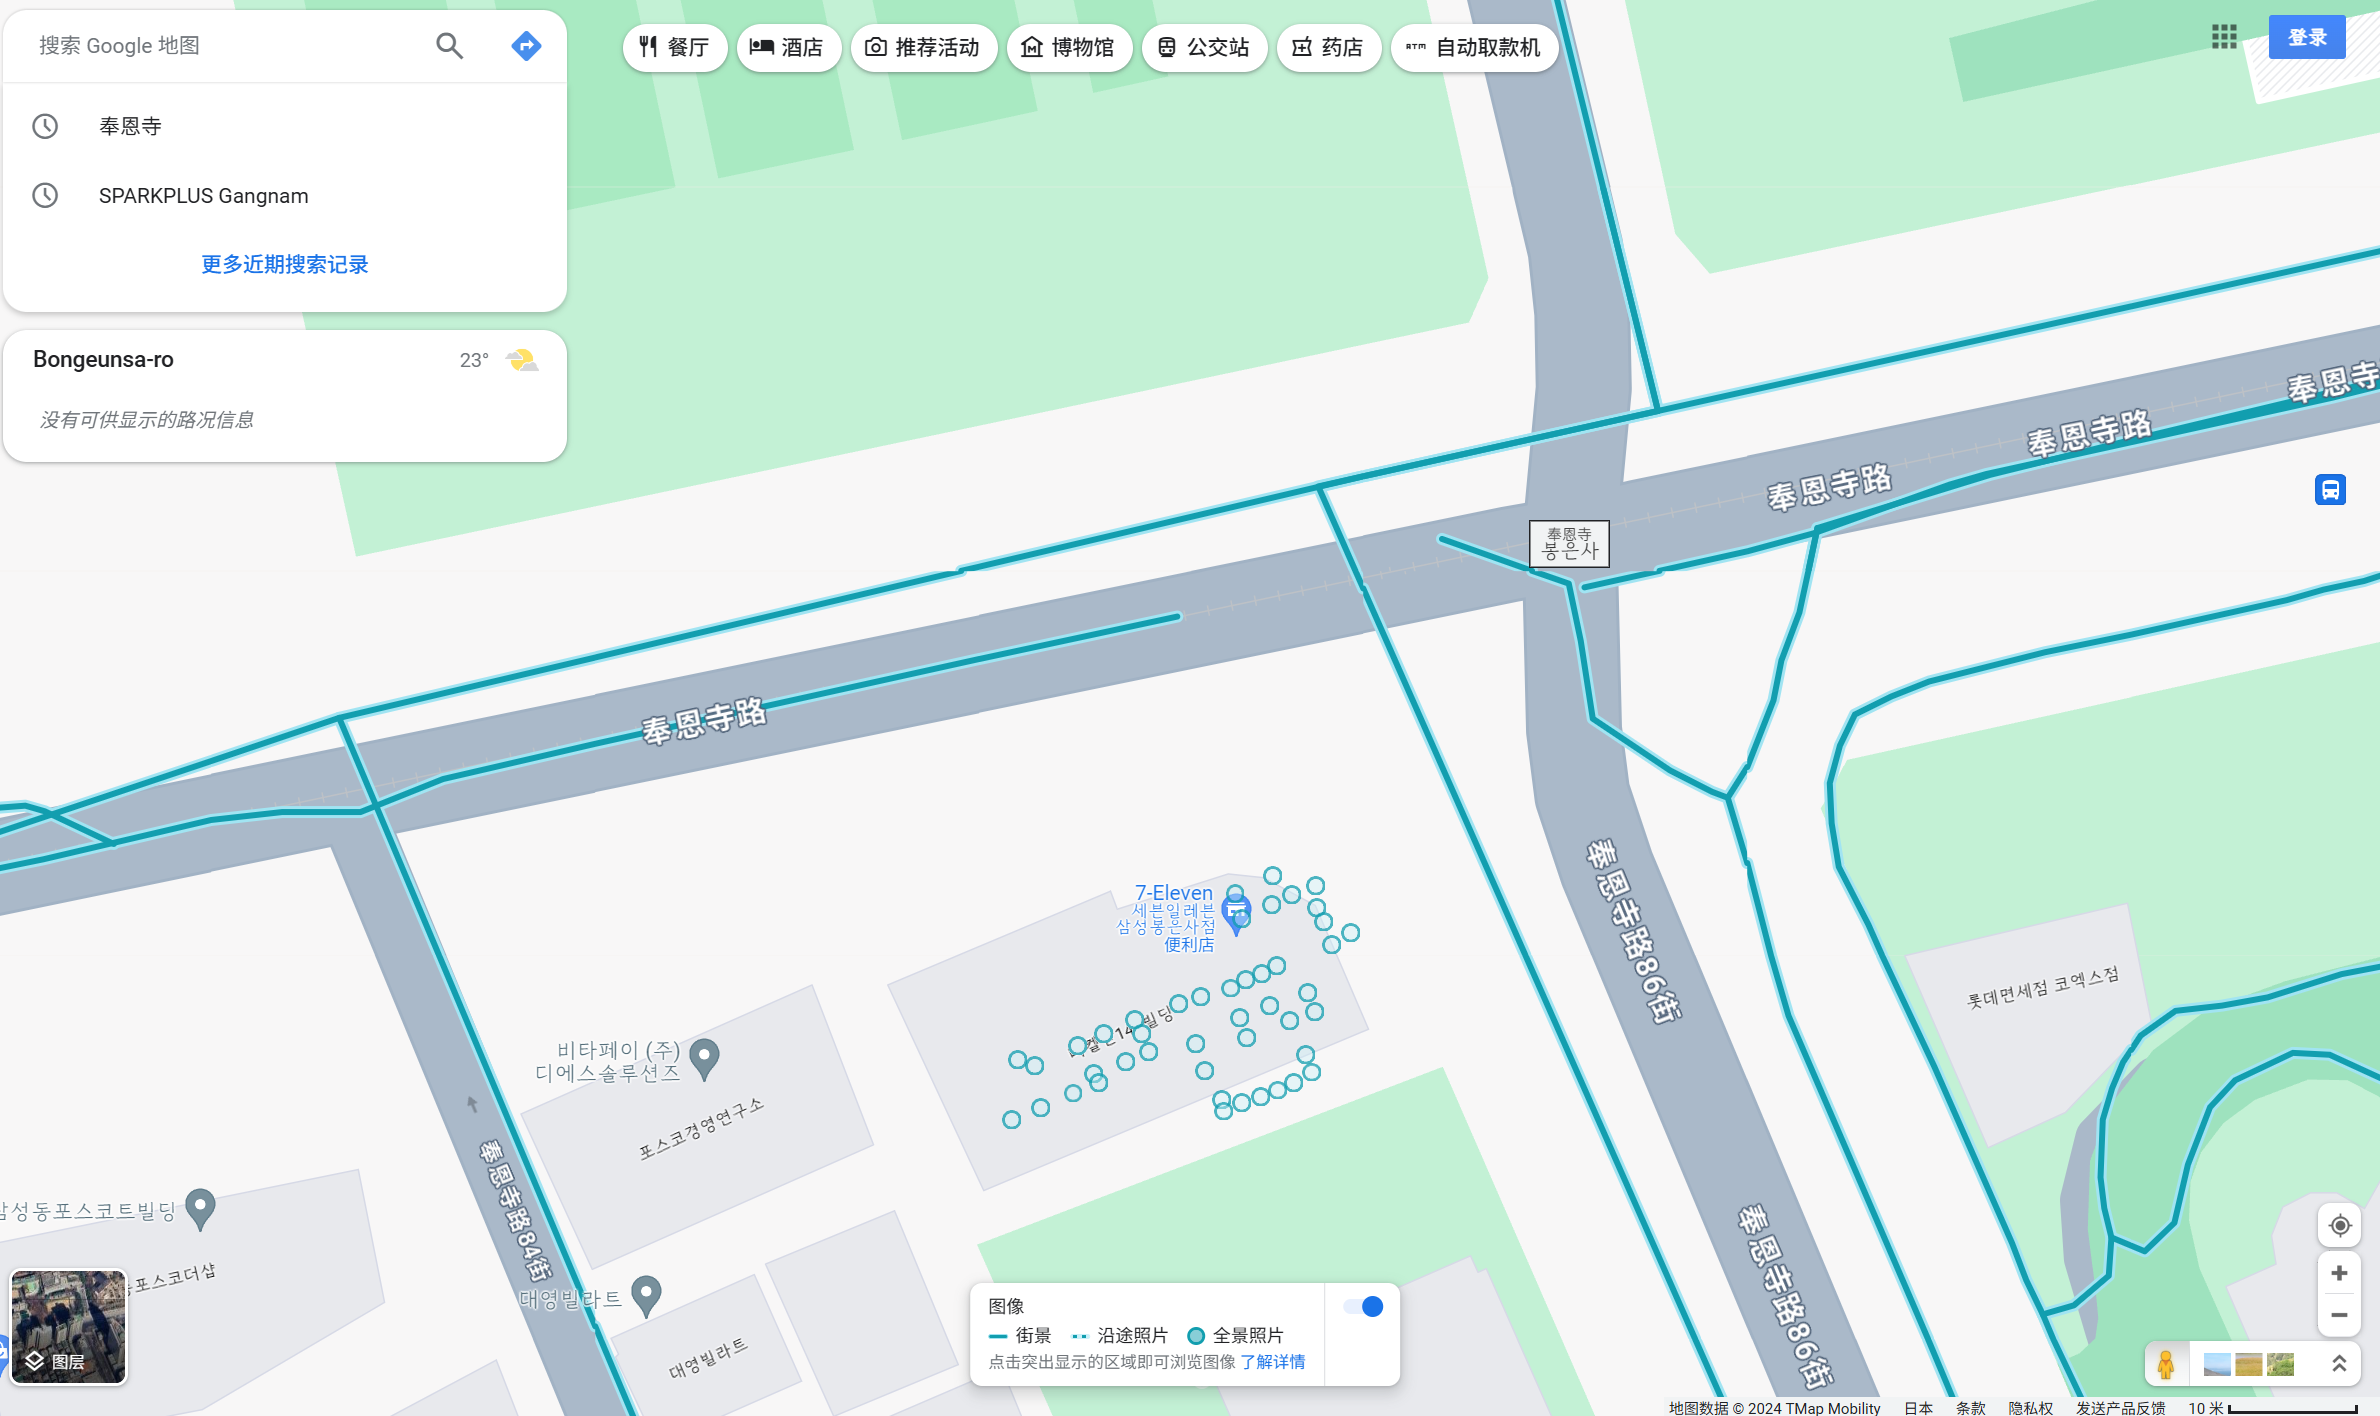 搜索 Google 地图
奉恩寺
SPARKPLUS Gangnam
更多近期搜索记录
Bongeunsa-ro
23°
没有可供显示的路况信息
餐厅
酒店
推荐活动
博物馆
公交站
药店
ATM 自动取款机
登录
奉恩寺
奉恩寺路
奉恩寺路
奉恩寺
봉은사
奉恩寺路
7-Eleven
세븐일레븐
삼성봉은사점
便利店
奉恩寺路86街
롯데면세점 코엑스점
비타페이 (주)
디에스솔루션즈
포스코경영연구소
빌딩
奉恩寺路84街
삼성동포스코트빌딩
포스코더샵
대영빌라트
대영빌라트
奉恩寺路86街
图层
图像
街景
沿途照片
全景照片
点击突出显示的区域即可浏览图像 了解详情
地图数据 © 2024 TMap Mobility
日本
条款
隐私权
发送产品反馈
10 米